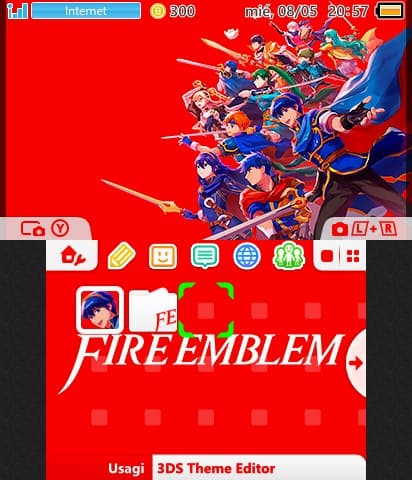 Internet 300 mié, 08/05 20:57
Y L+R
FE
FIRE EMBLEM
Usagi 3DS Theme Editor